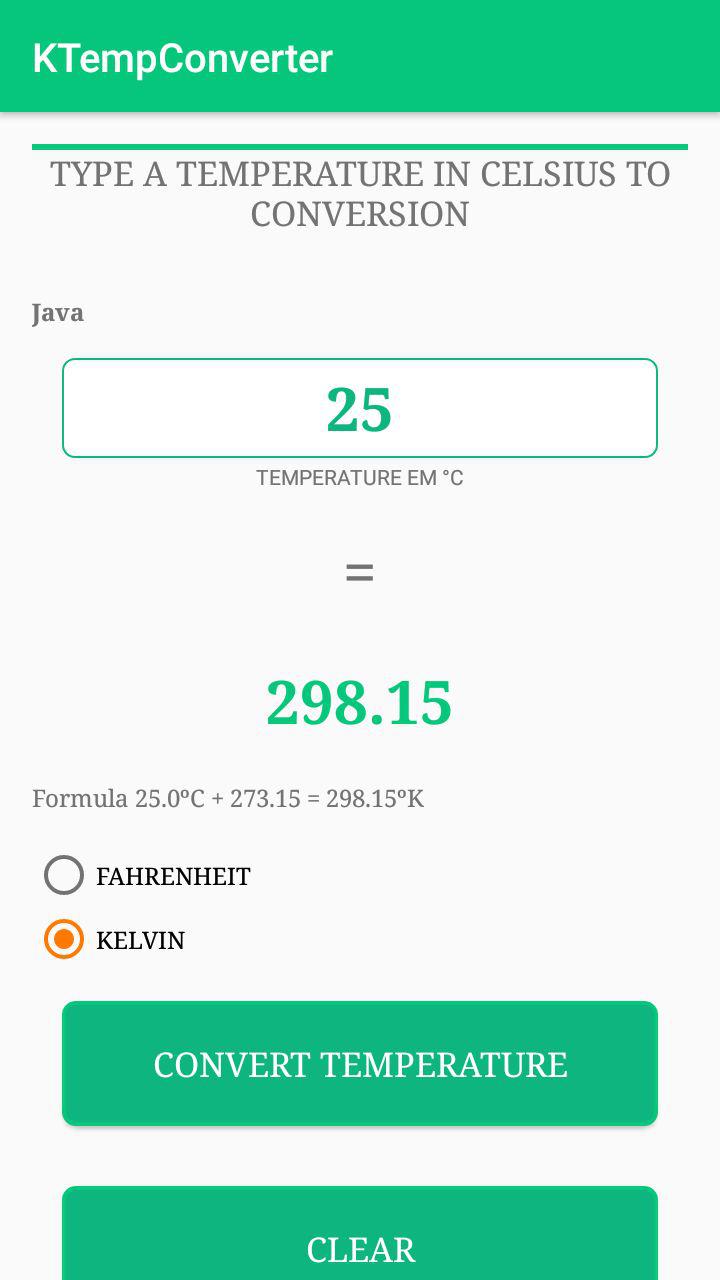 KTempConverter
TYPE A TEMPERATURE IN CELSIUS TO
CONVERSION
Java
25
TEMPERATURE EM °C
=
298.15
Formula 25.0ºC + 273.15 = 298.15ºK
FAHRENHEIT
KELVIN
CONVERT TEMPERATURE
CLEAR